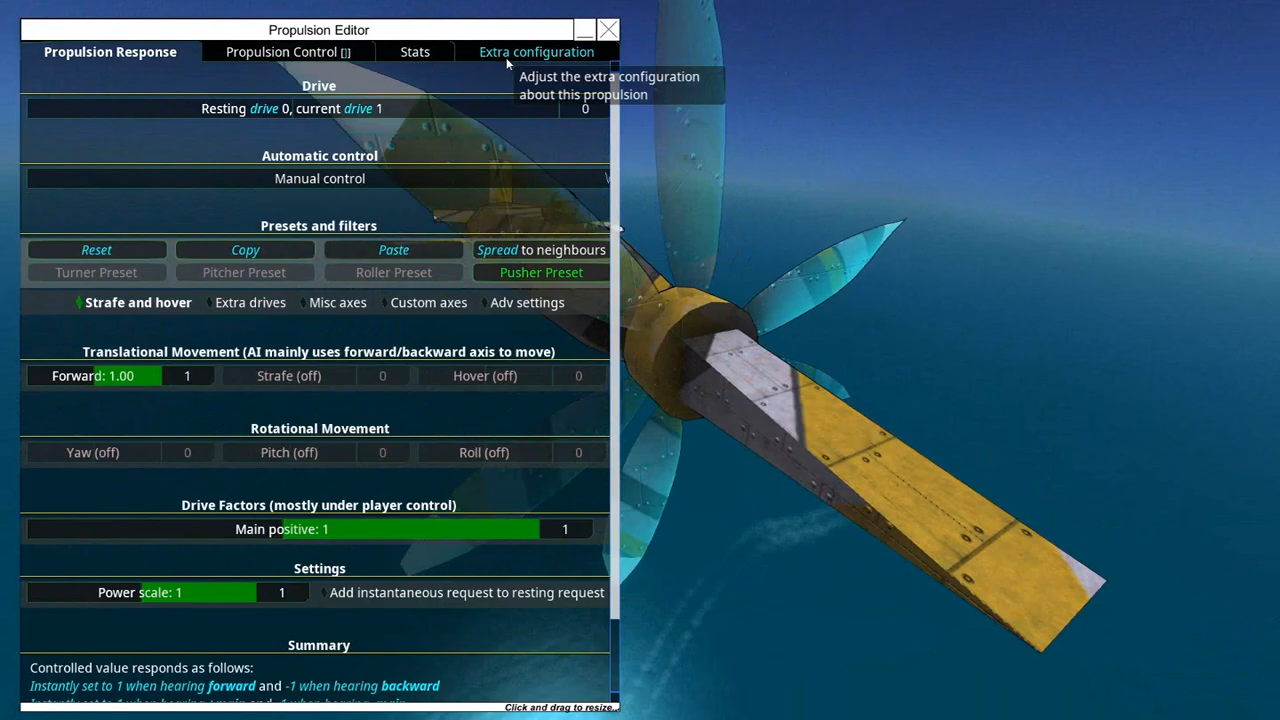 Propulsion Editor
Propulsion Response Propulsion Control [] Stats Extra configuration
Adjust the extra configuration
about this propulsion
Drive
Resting drive 0, current drive 1 0
Automatic control
Manual control
Presets and filters
Reset Copy Paste Spread to neighbours
Turner Preset Pitcher Preset Roller Preset Pusher Preset
Strafe and hover Extra drives Misc axes Custom axes Adv settings
Translational Movement (AI mainly uses forward/backward axis to move)
Forward: 1.00 1 Strafe (off) 0 Hover (off) 0
Rotational Movement
Yaw (off) 0 Pitch (off) 0 Roll (off) 0
Drive Factors (mostly under player control)
Main positive: 1 1
Settings
Power scale: 1 1 Add instantaneous request to resting request
Summary
Controlled value responds as follows:
Instantly set to 1 when hearing forward and -1 when hearing backward
Click and drag to resize..